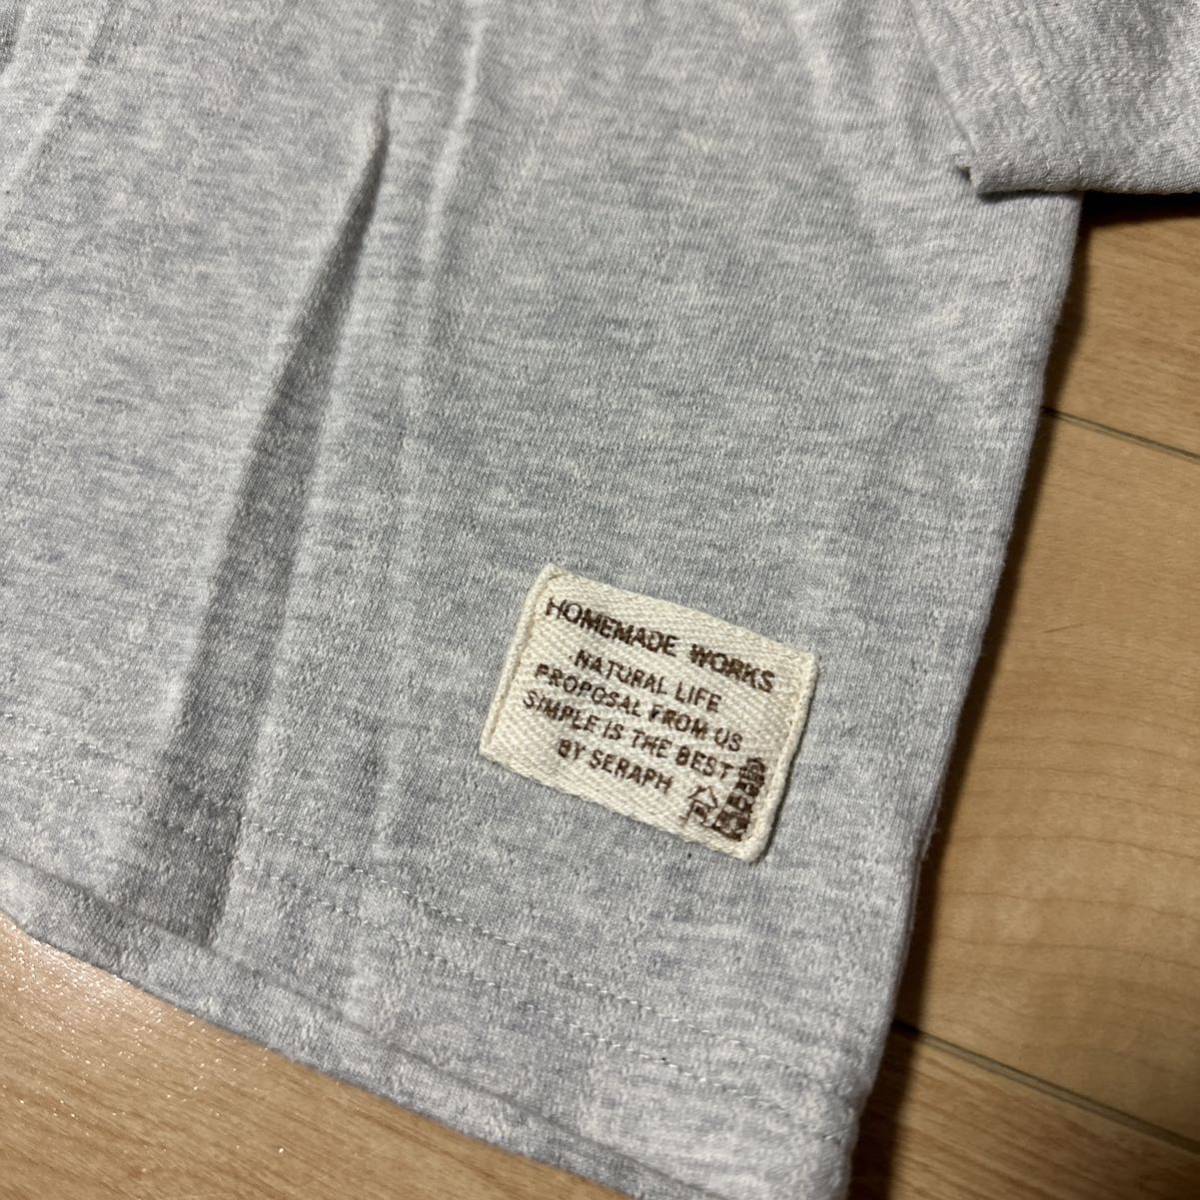 HOMEMADE WORKS
NATURAL LIFE
PROPOSAL FROM US
SIMPLE IS THE BEST
BY SERAPH